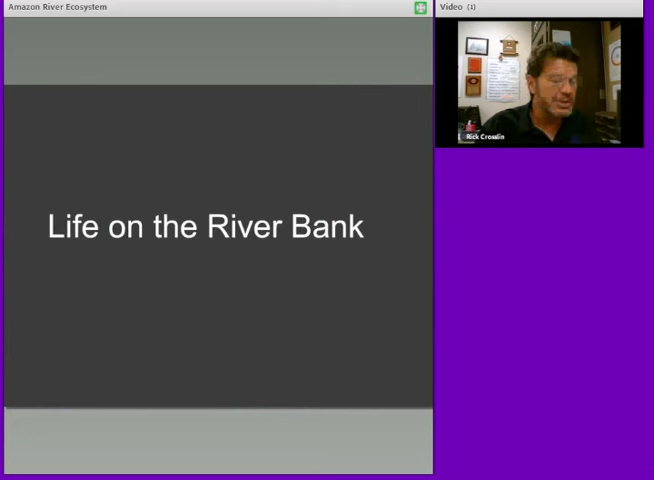 Amazon River Ecosystem
Video (1)
Life on the River Bank
Rick Crosslin